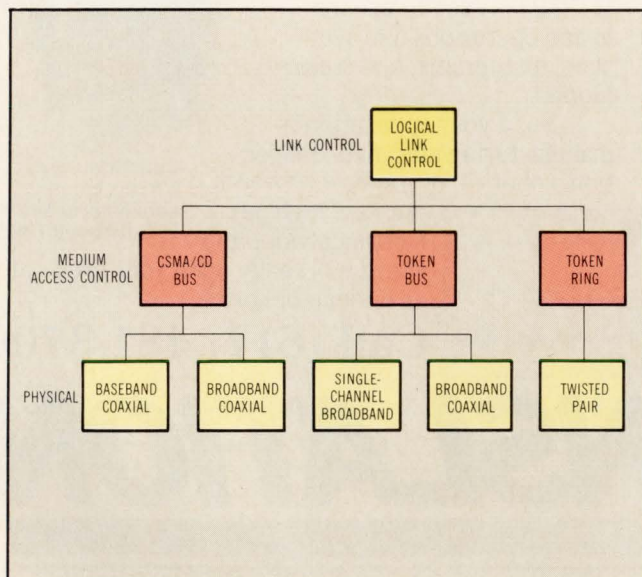 LINK CONTROL
LOGICAL
LINK
CONTROL
MEDIUM
ACCESS CONTROL
CSMA/CD
BUS
TOKEN
BUS
TOKEN
RING
PHYSICAL
BASEBAND
COAXIAL
BROADBAND
COAXIAL
SINGLE-
CHANNEL
BROADBAND
BROADBAND
COAXIAL
TWISTED
PAIR